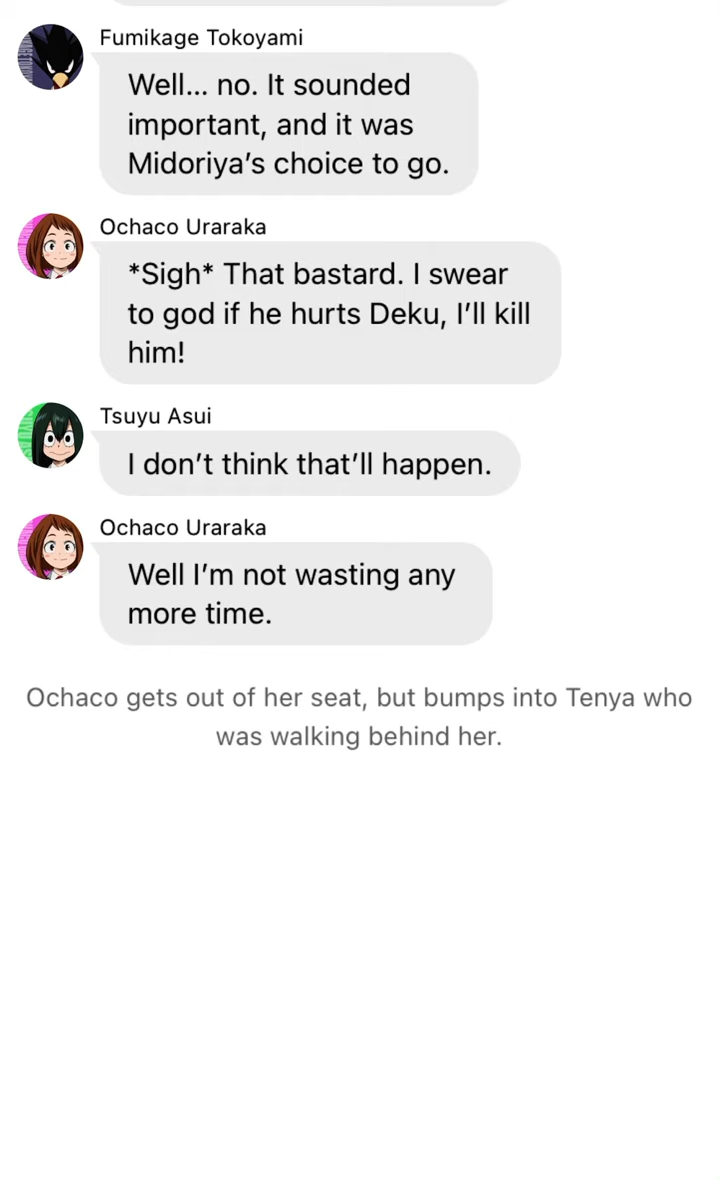 Fumikage Tokoyami
Well... no. It sounded
important, and it was
Midoriya’s choice to go.
Ochaco Uraraka
*Sigh* That bastard. I swear
to god if he hurts Deku, I’ll kill
him!
Tsuyu Asui
I don’t think that’ll happen.
Ochaco Uraraka
Well I’m not wasting any
more time.
Ochaco gets out of her seat, but bumps into Tenya who
was walking behind her.